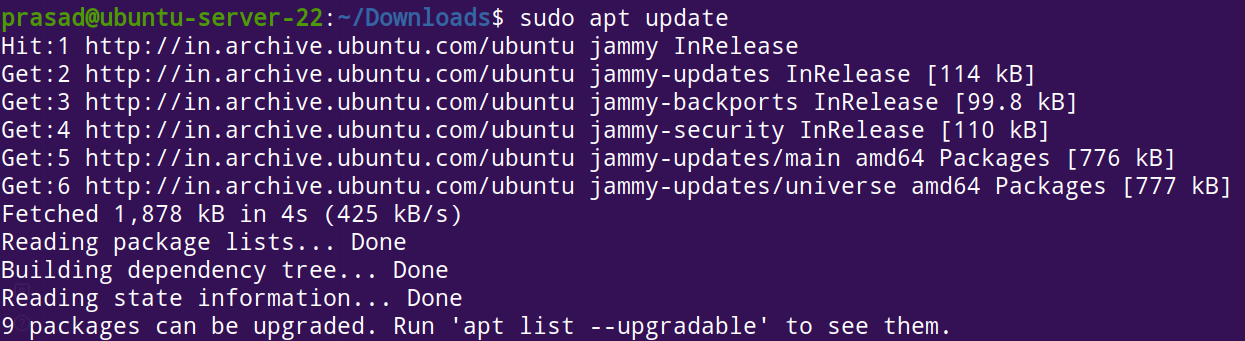 prasad@ubuntu-server-22:~/Downloads$ sudo apt update
Hit:1 http://in.archive.ubuntu.com/ubuntu jammy InRelease
Get:2 http://in.archive.ubuntu.com/ubuntu jammy-updates InRelease [114 kB]
Get:3 http://in.archive.ubuntu.com/ubuntu jammy-backports InRelease [99.8 kB]
Get:4 http://in.archive.ubuntu.com/ubuntu jammy-security InRelease [110 kB]
Get:5 http://in.archive.ubuntu.com/ubuntu jammy-updates/main amd64 Packages [776 kB]
Get:6 http://in.archive.ubuntu.com/ubuntu jammy-updates/universe amd64 Packages [777 kB]
Fetched 1,878 kB in 4s (425 kB/s)
Reading package lists... Done
Building dependency tree... Done
Reading state information... Done
9 packages can be upgraded. Run 'apt list --upgradable' to see them.